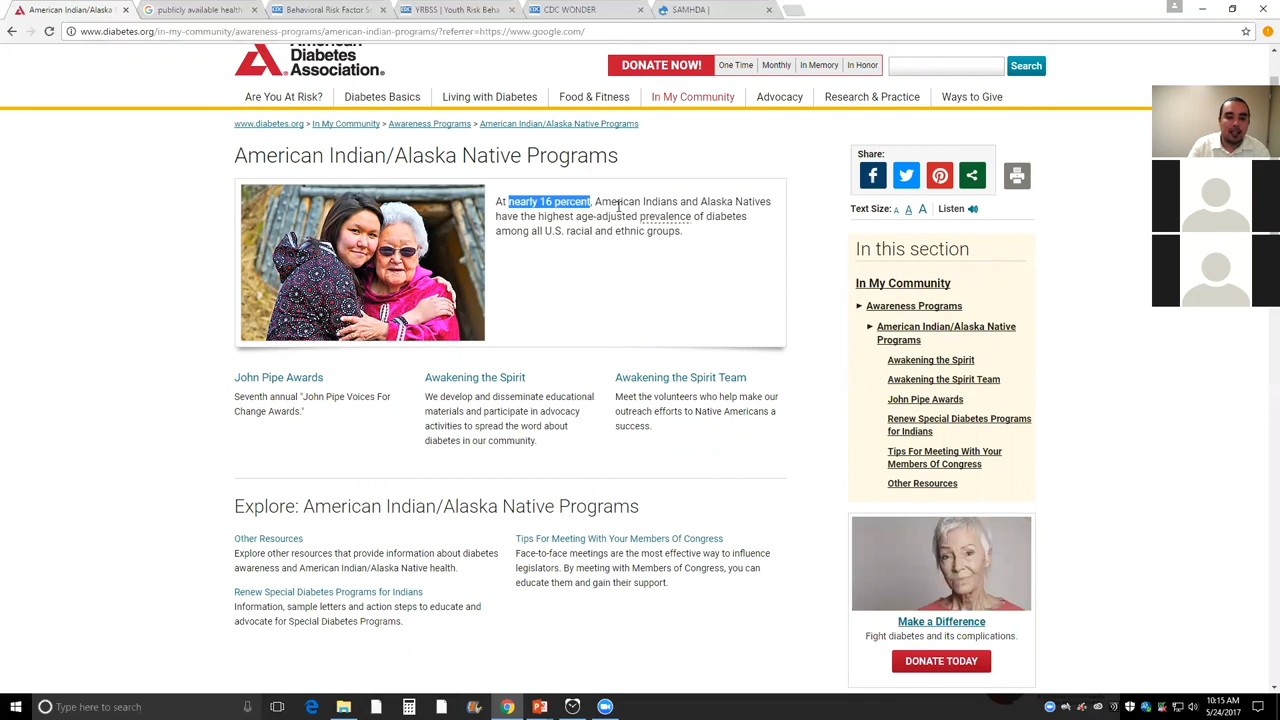 American Indian/Alaska N
publicly available health
Behavioral Risk Factor S
YRBSS | Youth Risk Beha
CDC WONDER
SAMHDA |
www.diabetes.org/in-my-community/awareness-programs/american-indian-programs/?referrer=https://www.google.com/
American
Diabetes
Association.
DONATE NOW!
One Time
Monthly
In Memory
In Honor
Search
Are You At Risk?
Diabetes Basics
Living with Diabetes
Food & Fitness
In My Community
Advocacy
Research & Practice
Ways to Give
www.diabetes.org > In My Community > Awareness Programs > American Indian/Alaska Native Programs
American Indian/Alaska Native Programs
At nearly 16 percent, American Indians and Alaska Natives
have the highest age-adjusted prevalence of diabetes
among all U.S. racial and ethnic groups.
John Pipe Awards
Seventh annual "John Pipe Voices For
Change Awards."
Awakening the Spirit
We develop and disseminate educational
materials and participate in advocacy
activities to spread the word about
diabetes in our community.
Awakening the Spirit Team
Meet the volunteers who help make our
outreach efforts to Native Americans a
success.
Explore: American Indian/Alaska Native Programs
Other Resources
Explore other resources that provide information about diabetes
awareness and American Indian/Alaska Native health.
Renew Special Diabetes Programs for Indians
Information, sample letters and action steps to educate and
advocate for Special Diabetes Programs.
Tips For Meeting With Your Members Of Congress
Face-to-face meetings are the most effective way to influence
legislators. By meeting with Members of Congress, you can
educate them and gain their support.
Share:
Text Size: A A A
Listen
In this section
In My Community
Awareness Programs
American Indian/Alaska Native
Programs
Awakening the Spirit
Awakening the Spirit Team
John Pipe Awards
Renew Special Diabetes Programs
for Indians
Tips For Meeting With Your
Members Of Congress
Other Resources
Make a Difference
Fight diabetes and its complications.
DONATE TODAY
Type here to search
10:15 AM
5/24/2017